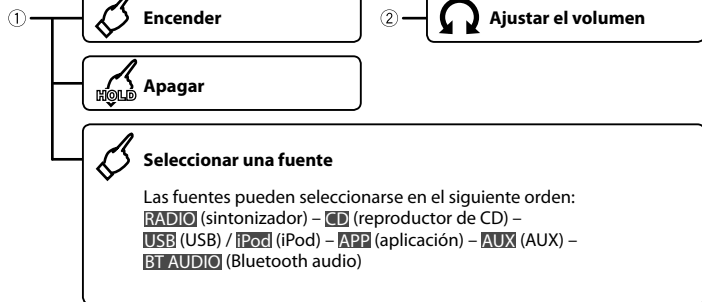 ① Encender
② Ajustar el volumen
HOLD Apagar
Seleccionar una fuente
Las fuentes pueden seleccionarse en el siguiente orden:
RADIO (sintonizador) – CD (reproductor de CD) –
USB (USB) / iPod (iPod) – APP (aplicación) – AUX (AUX) –
BT AUDIO (Bluetooth audio)